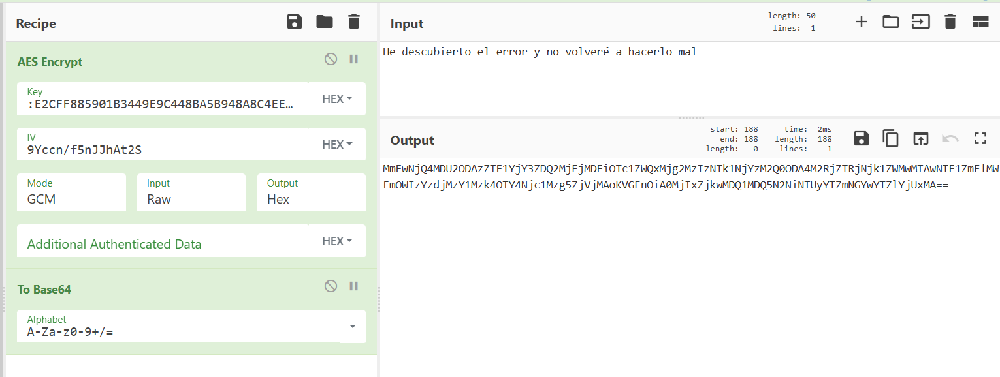 Recipe
AES Encrypt
Key
:E2CFF885901B3449E9C448BA5B948A8C4EE…
HEX
IV
9Yccn/f5nJJhAt2S
HEX
Mode
GCM
Input
Raw
Output
Hex
Additional Authenticated Data
HEX
To Base64
Alphabet
A-Za-z0-9+/=
Input
length: 50
lines: 1
He descubierto el error y no volveré a hacerlo mal
Output
start: 188
end: 188
length: 0
time: 2ms
length: 188
lines: 1
MmEwNjQ4MDU2ODAzZTE1YjY3ZDQ2MjFjMDFiOTc1ZWQxMjg2MzIzNTk1NjYzM2Q0ODA4M2RjZTRjNjk1ZWMwMTAwNTE1ZmFlMW
FmOWIzYzdjMzY1Mzk4OTY4Njc1Mzg5ZjVjMAoKVGFnOiA0MjIxZjkwMDQ1MDQ5N2NiNTUyYTZmNGYwYTZlYjUxMA==